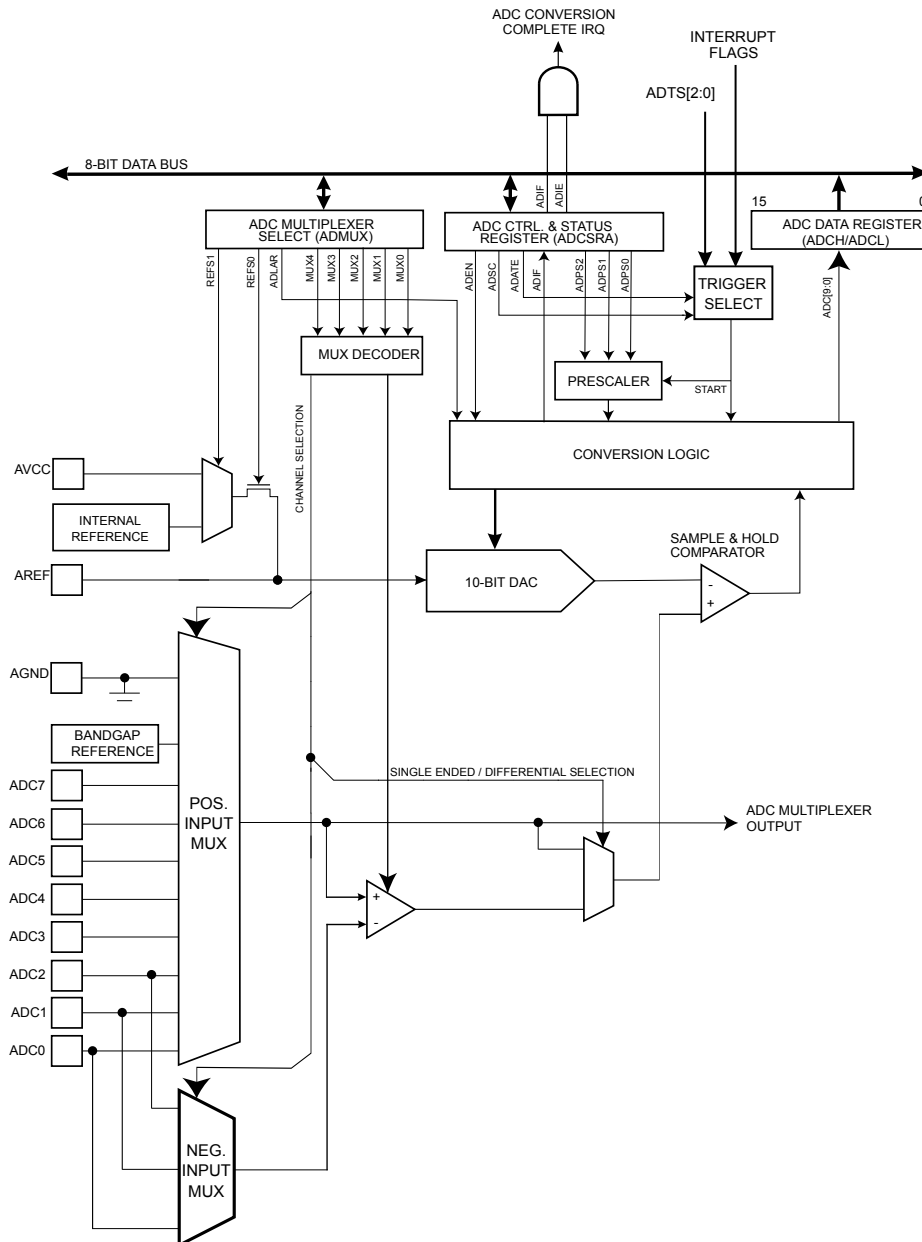 ADC CONVERSION
COMPLETE IRQ
INTERRUPT
FLAGS
ADTS[2:0]
8-BIT DATA BUS
ADIF
ADIE
15
0
ADC MULTIPLEXER
SELECT (ADMUX)
ADC CTRL. & STATUS
REGISTER (ADCSRA)
ADC DATA REGISTER
(ADCH/ADCL)
REFS1
REFS0
ADLAR
MUX4
MUX3
MUX2
MUX1
MUX0
ADEN
ADSC
ADATE
ADIF
ADPS2
ADPS1
ADPS0
TRIGGER
SELECT
ADC[9:0]
MUX DECODER
PRESCALER
START
CHANNEL SELECTION
CONVERSION LOGIC
AVCC
INTERNAL
REFERENCE
SAMPLE & HOLD
COMPARATOR
AREF
10-BIT DAC
-
+
AGND
BANDGAP
REFERENCE
SINGLE ENDED / DIFFERENTIAL SELECTION
ADC7
POS.
INPUT
MUX
ADC MULTIPLEXER
OUTPUT
ADC6
ADC5
ADC4
+
-
ADC3
ADC2
ADC1
ADC0
NEG.
INPUT
MUX